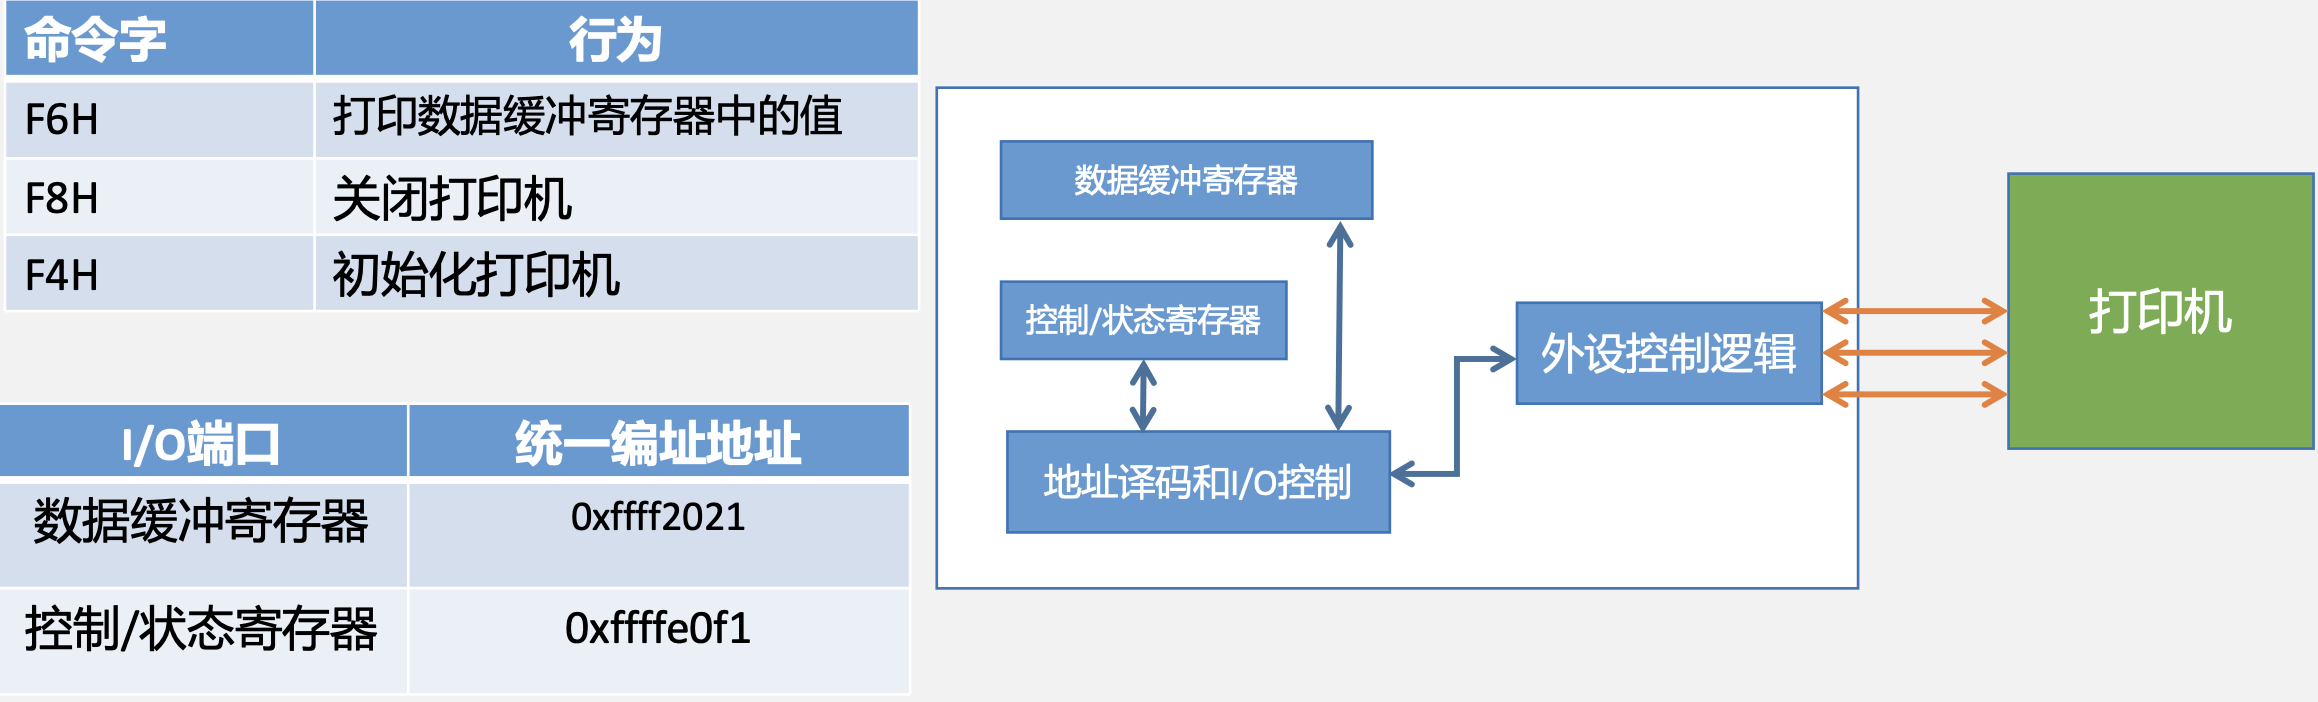 命令字 行为
F6H 打印数据缓冲寄存器中的值
F8H 关闭打印机
F4H 初始化打印机
I/O端口 统一编址地址
数据缓冲寄存器 0xffff2021
控制/状态寄存器 0xffffe0f1
数据缓冲寄存器
控制/状态寄存器
地址译码和I/O控制
外设控制逻辑
打印机